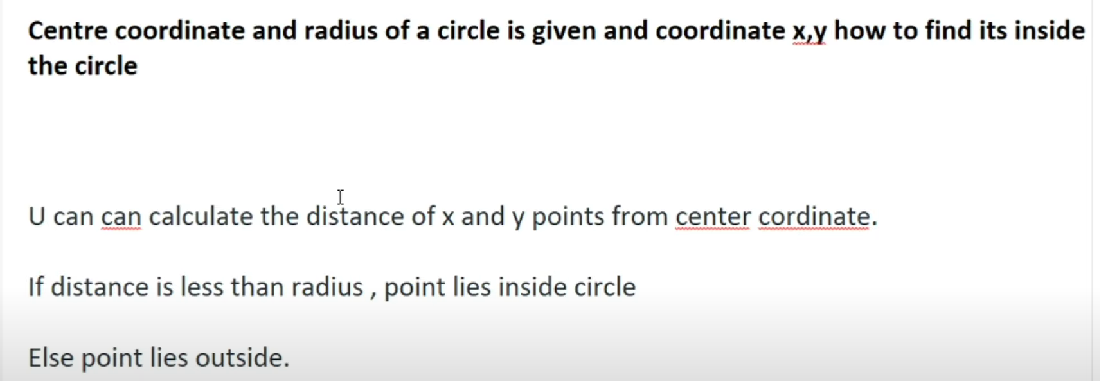 Centre coordinate and radius of a circle is given and coordinate x,y how to find its inside
the circle
U can can calculate the distance of x and y points from center cordinate.
If distance is less than radius , point lies inside circle
Else point lies outside.